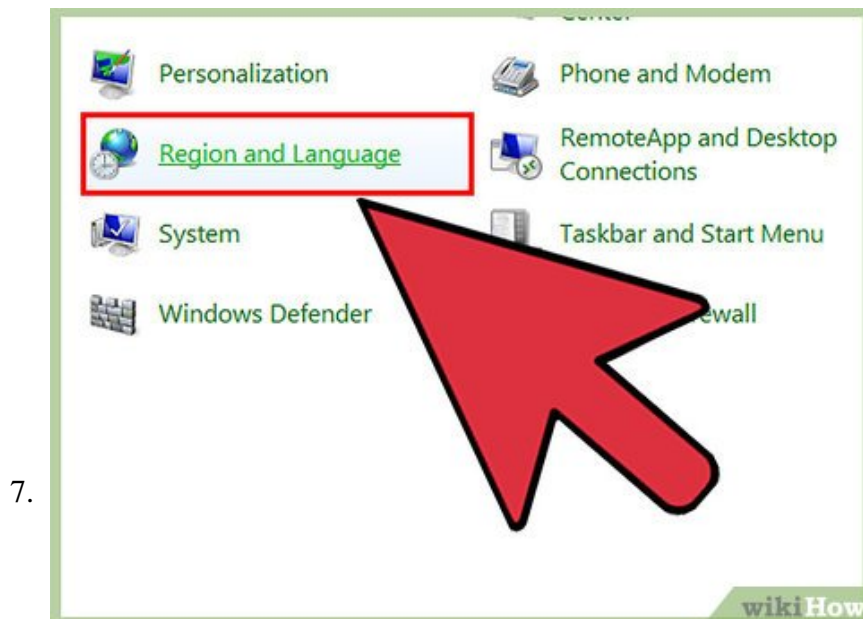 Personalization
Phone and Modem
Region and Language
RemoteApp and Desktop
Connections
System
Taskbar and Start Menu
Windows Defender
7.
wikiHow